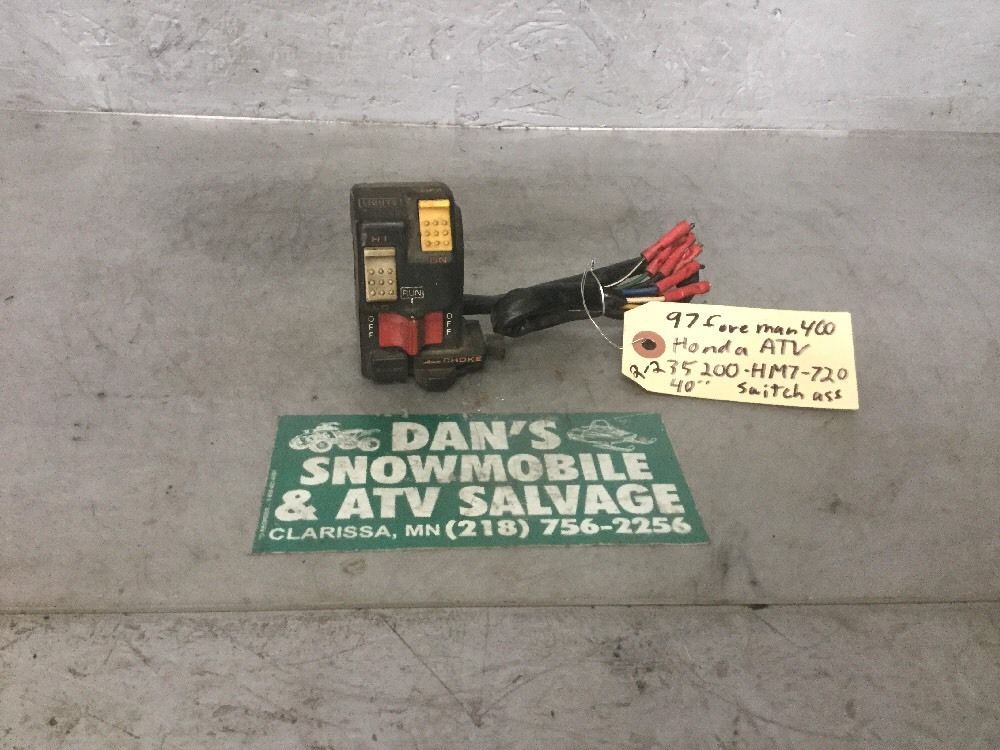 LIGHTS
HI
ON
RUN
OFF
OFF
CHOKE
97 foreman 400
Honda ATV
35200-HM7-720
40" switch ass
DAN'S
SNOWMOBILE
& ATV SALVAGE
CLARISSA, MN (218) 756-2256